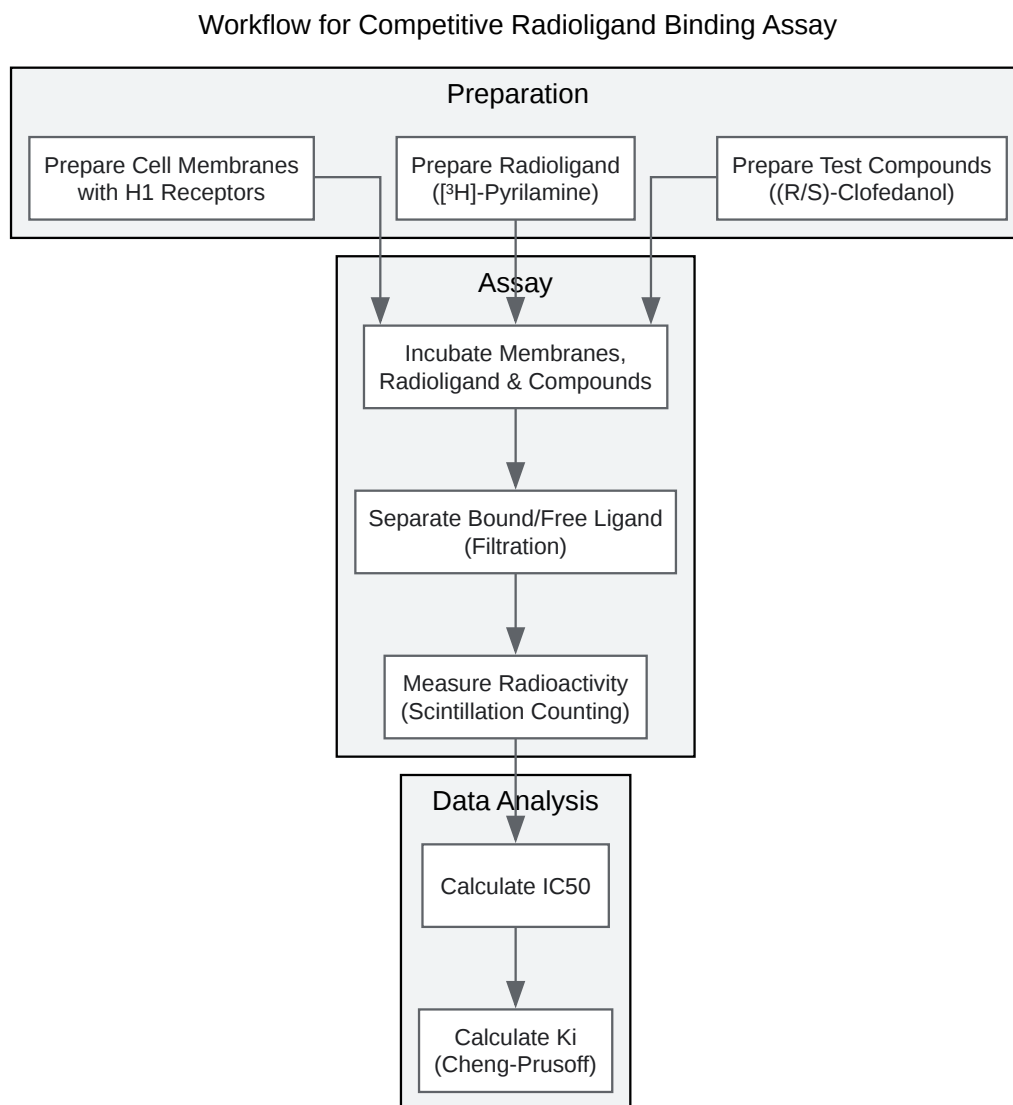 Workflow for Competitive Radioligand Binding Assay
Preparation
Prepare Cell Membranes
with H1 Receptors
Prepare Radioligand
([³H]-Pyrilamine)
Prepare Test Compounds
((R/S)-Clofedanol)
Assay
Incubate Membranes,
Radioligand & Compounds
Separate Bound/Free Ligand
(Filtration)
Measure Radioactivity
(Scintillation Counting)
Data Analysis
Calculate IC50
Calculate Ki
(Cheng-Prusoff)